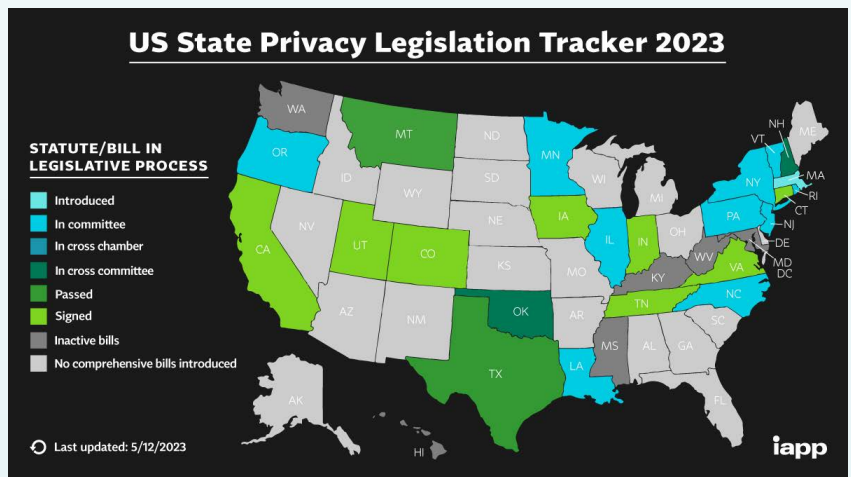 US State Privacy Legislation Tracker 2023
STATUTE/BILL IN
LEGISLATIVE PROCESS
Introduced
In committee
In cross chamber
In cross committee
Passed
Signed
Inactive bills
No comprehensive bills introduced
Last updated: 5/12/2023
WA
OR
CA
NV
ID
MT
WY
UT
CO
AZ
NM
ND
SD
NE
KS
OK
TX
MN
IA
MO
AR
LA
WI
IL
MI
IN
OH
KY
TN
MS
AL
GA
FL
SC
NC
VA
WV
PA
NY
VT
NH
ME
MA
RI
CT
NJ
DE
MD
DC
AK
HI
iapp